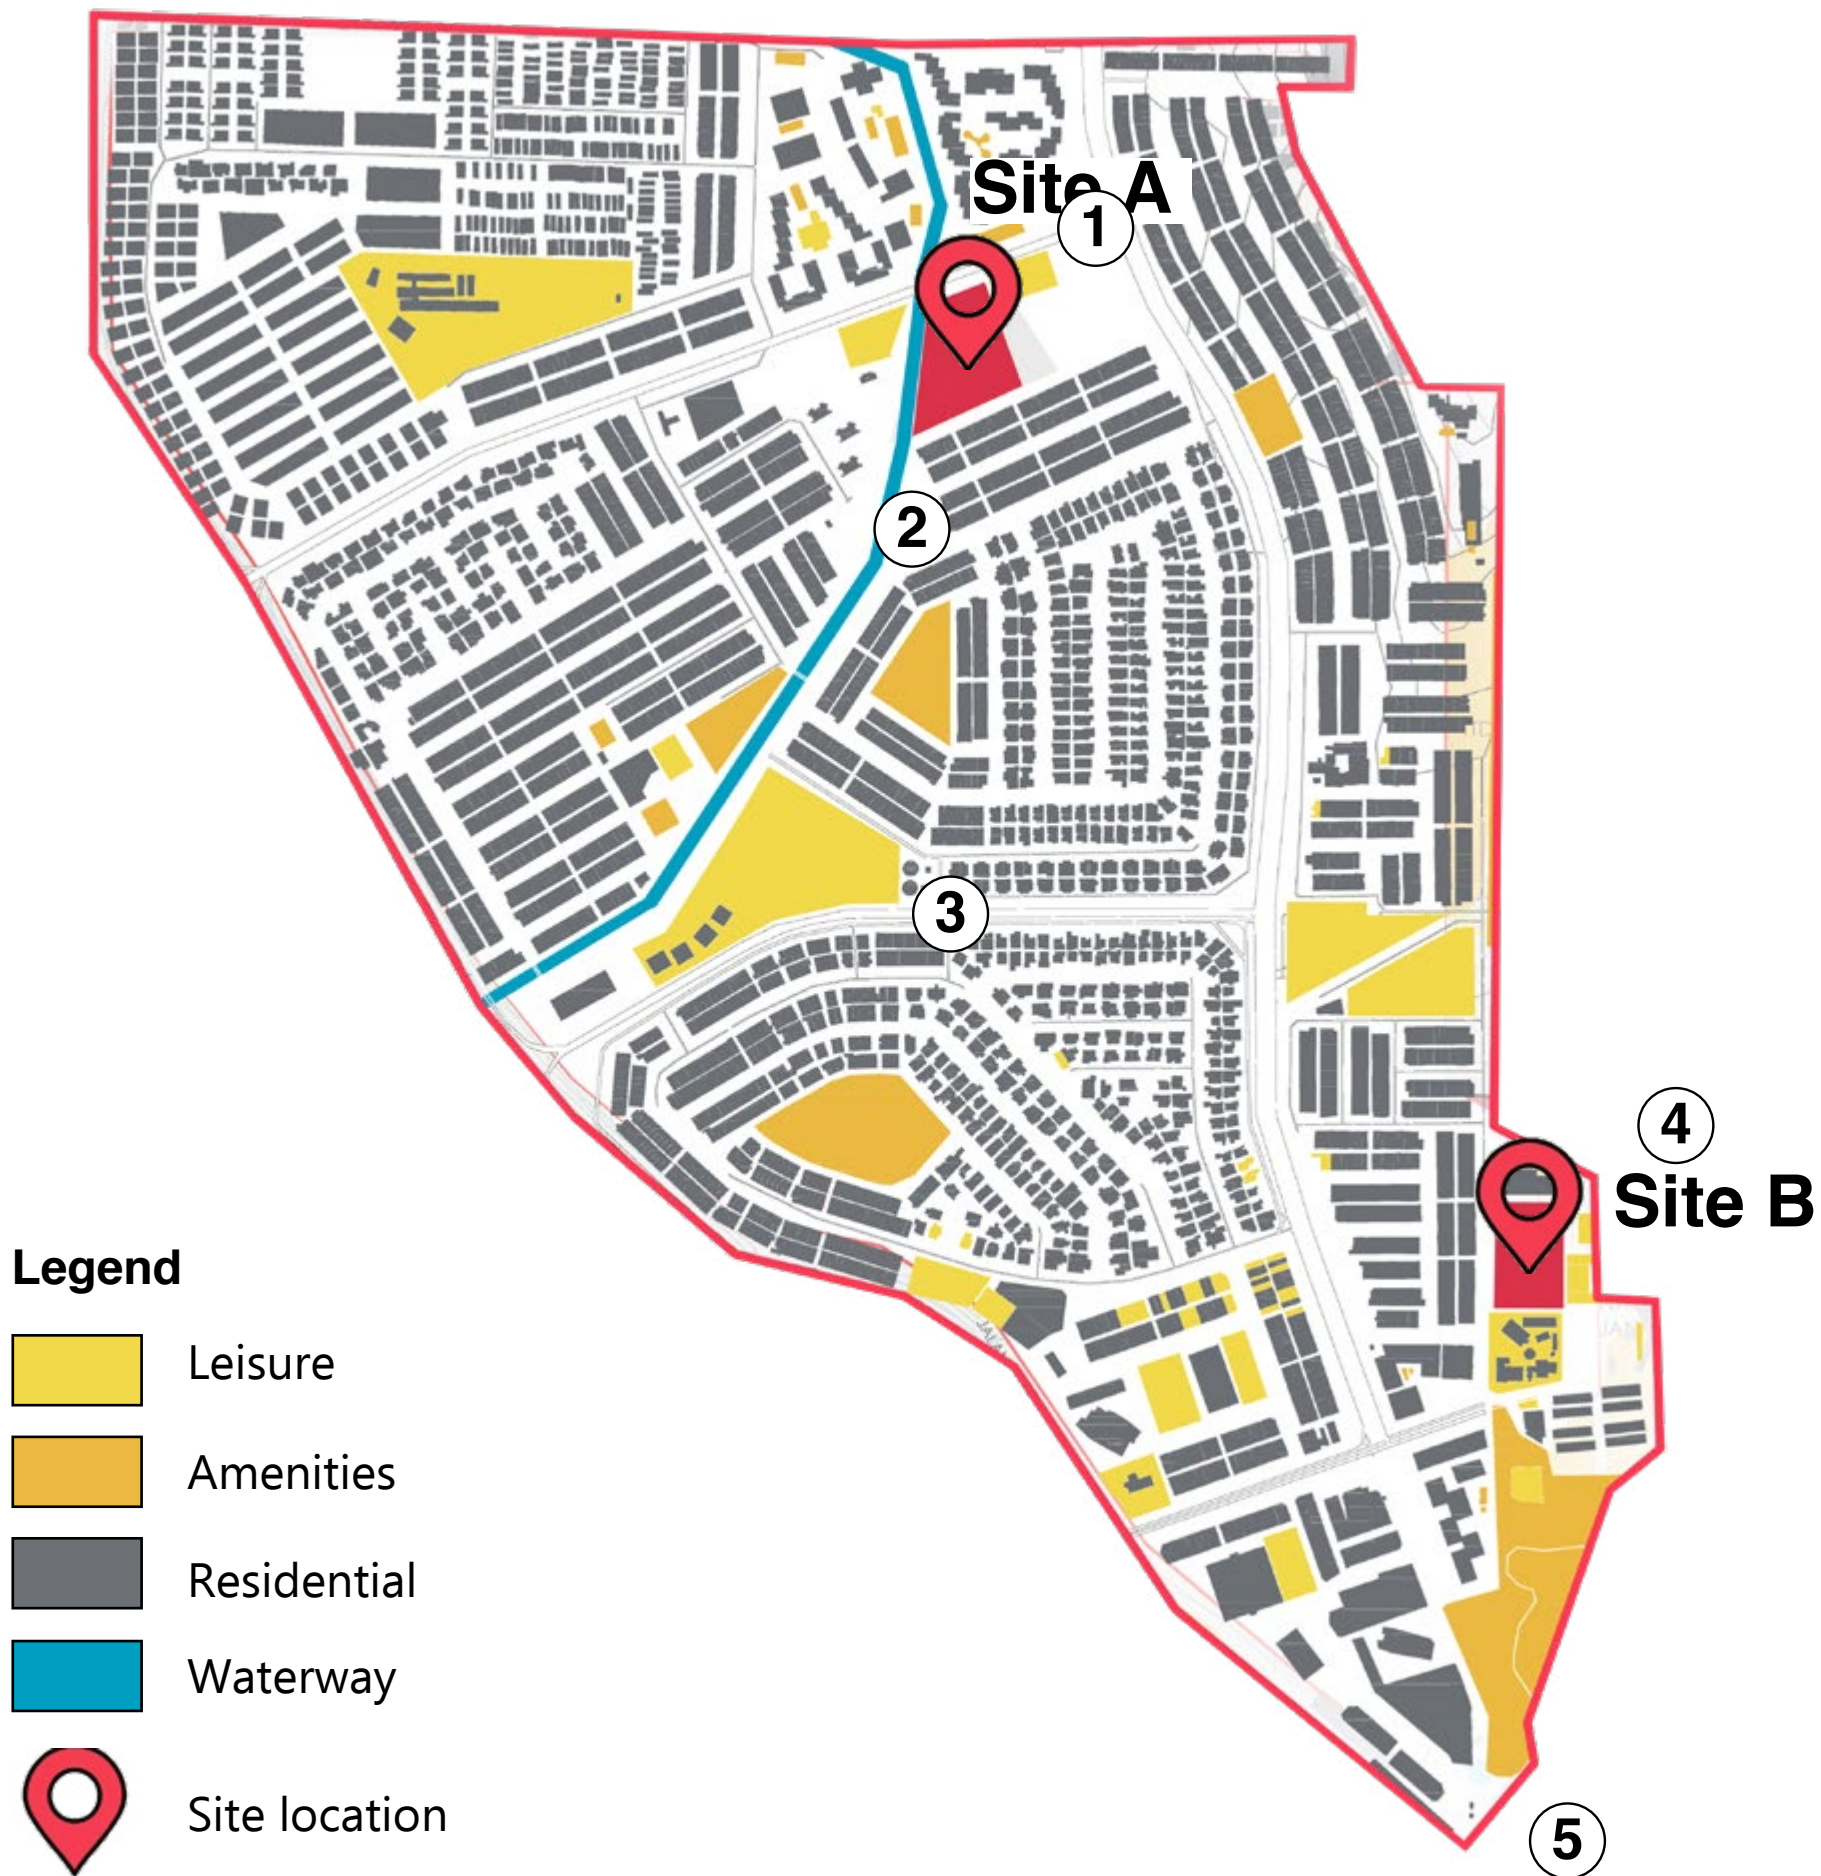 Site A
1
2
3
4
Site B
Legend
Leisure
Amenities
Residential
Waterway
Site location
5